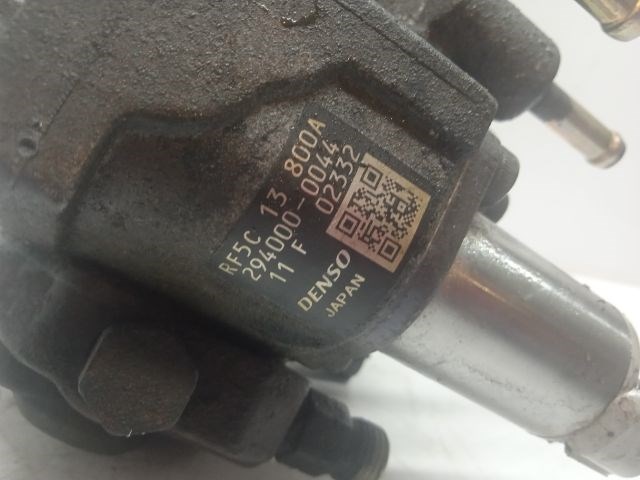 RF5C 13 800A
294000-0044
11 F 02332
DENSO
JAPAN